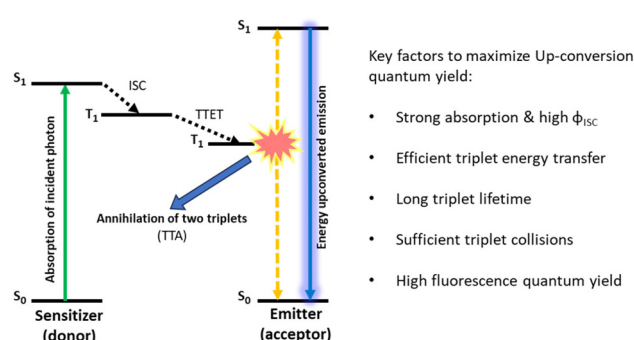 S1
ISC
T1
TTET
T1
Absorption of incident photon
Annihilation of two triplets
(TTA)
S0
Sensitizer
(donor)
S1
Energy upconverted emission
S0
Emitter
(acceptor)
Key factors to maximize Up-conversion
quantum yield:
• Strong absorption & high ϕISC
• Efficient triplet energy transfer
• Long triplet lifetime
• Sufficient triplet collisions
• High fluorescence quantum yield